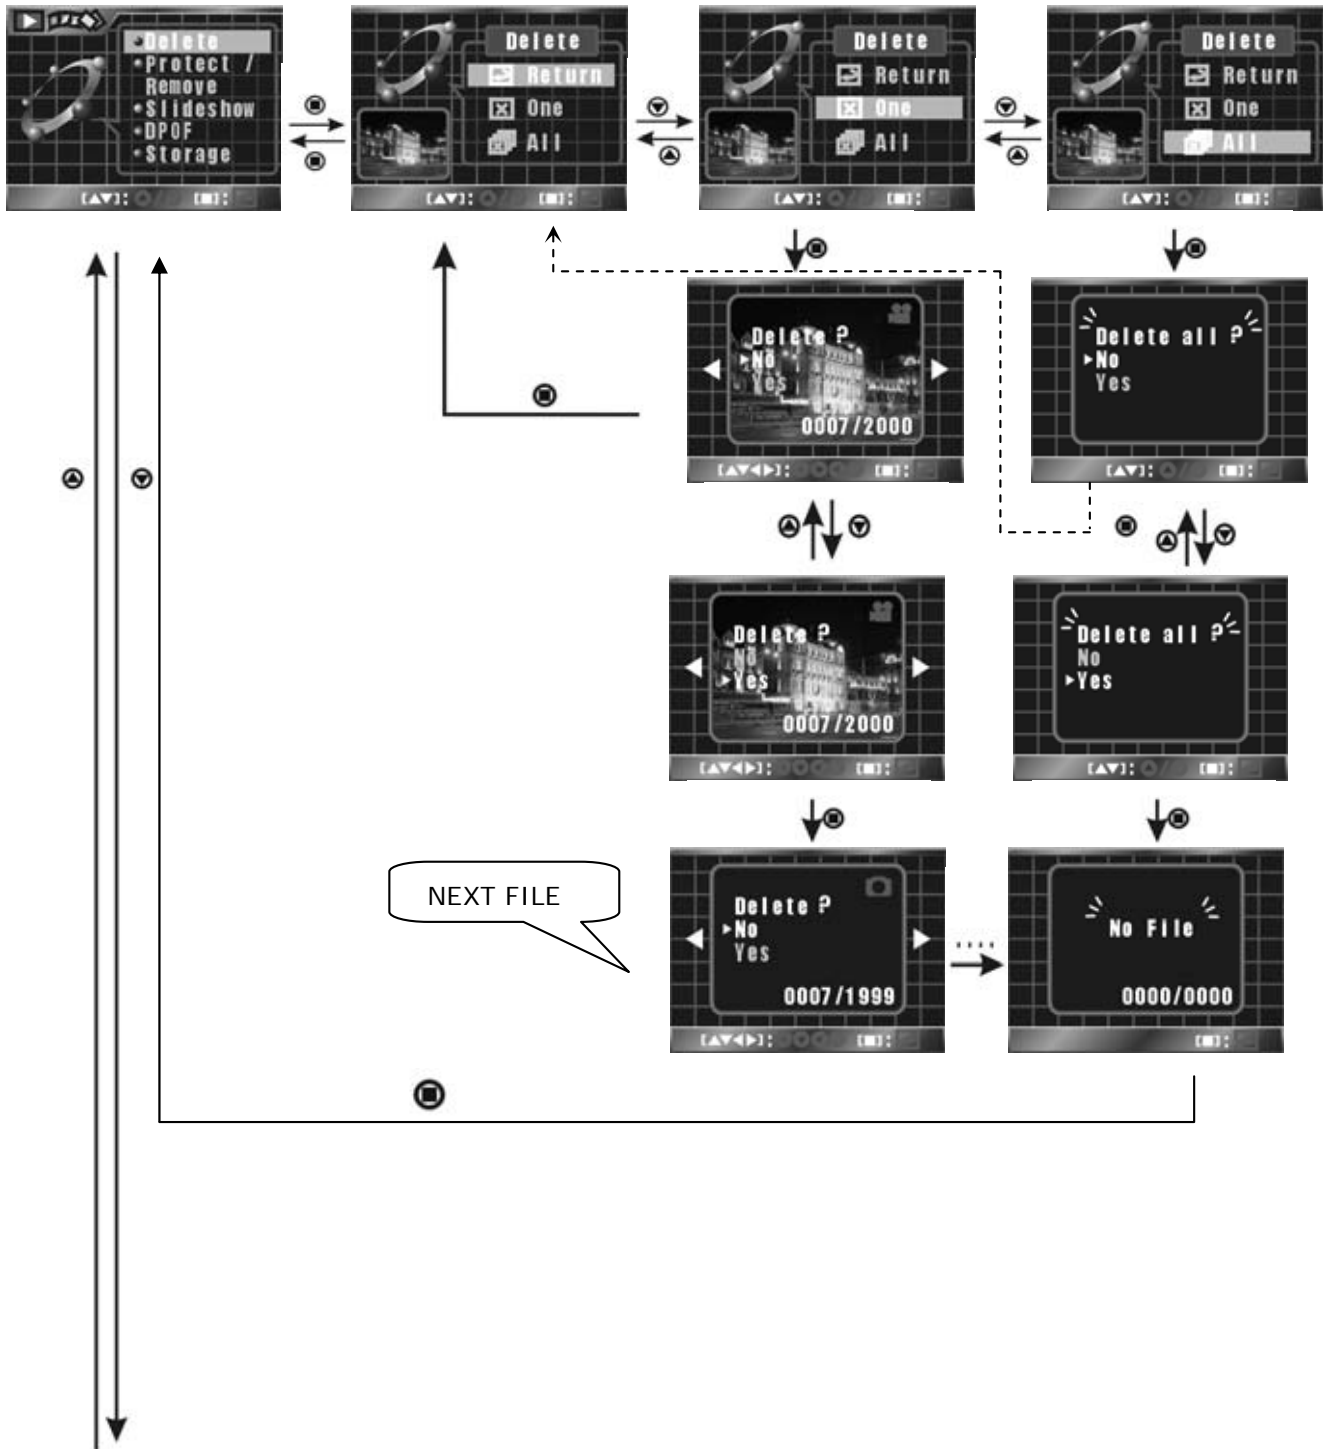 Delete
Protect /
Remove
Slideshow
DPOF
Storage
[▲▼]: [■]:
Delete
Return
One
All
[▲▼]: [■]:
Delete
Return
One
All
[▲▼]: [■]:
Delete
Return
One
All
[▲▼]: [■]:
Delete ?
No
Yes
0007/2000
[▲▼◀▶]: [■]:
Delete all ?
No
Yes
[▲▼]: [■]:
Delete ?
No
Yes
0007/2000
[▲▼◀▶]: [■]:
Delete all ?
No
Yes
[▲▼]: [■]:
NEXT FILE
Delete ?
No
Yes
0007/1999
[▲▼◀▶]: [■]:
No File
0000/0000
[■]: